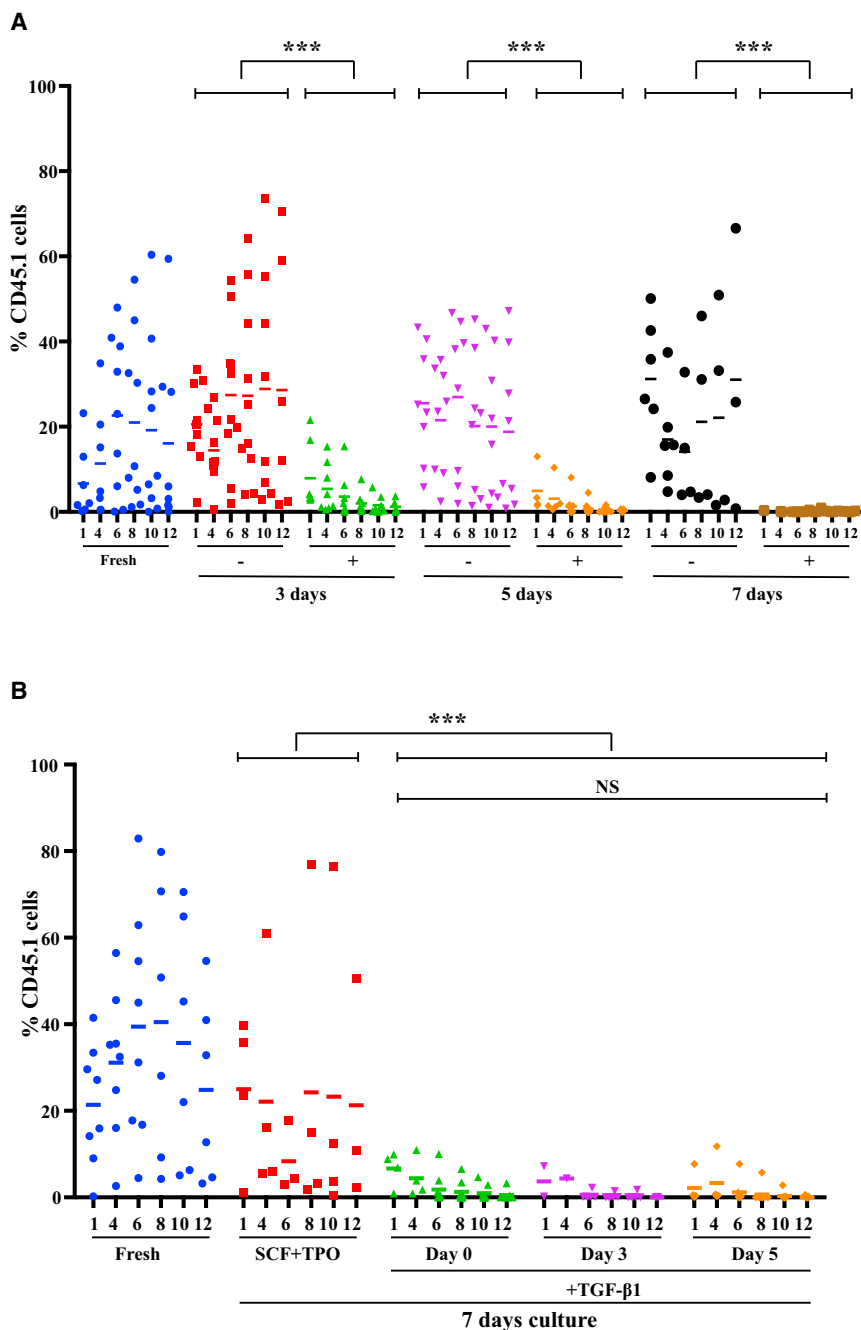 A
*** *** ***
100
80
60
40
20
0
% CD45.1 cells
1 4 6 8 10 12 1 4 6 8 10 12 1 4 6 8 10 12 1 4 6 8 10 12 1 4 6 8 10 12 1 4 6 8 10 12 1 4 6 8 10 12
Fresh - + - + - +
3 days 5 days 7 days
B
***
NS
100
80
60
40
20
0
% CD45.1 cells
1 4 6 8 10 12 1 4 6 8 10 12 1 4 6 8 10 12 1 4 6 8 10 12 1 4 6 8 10 12
Fresh SCF+TPO Day 0 Day 3 Day 5
+TGF-β1
7 days culture